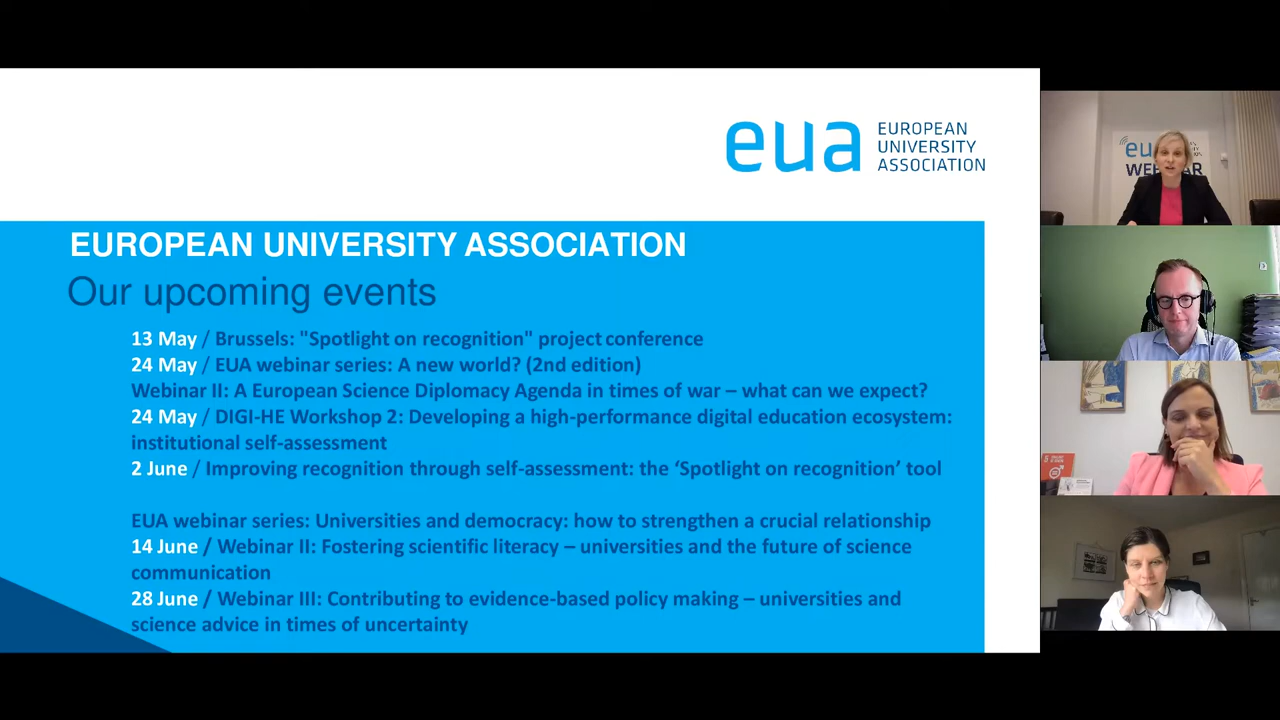 eua EUROPEAN
UNIVERSITY
ASSOCIATION
EUROPEAN UNIVERSITY ASSOCIATION
Our upcoming events
13 May / Brussels: "Spotlight on recognition" project conference
24 May / EUA webinar series: A new world? (2nd edition)
Webinar II: A European Science Diplomacy Agenda in times of war – what can we expect?
24 May / DIGI-HE Workshop 2: Developing a high-performance digital education ecosystem:
institutional self-assessment
2 June / Improving recognition through self-assessment: the ‘Spotlight on recognition’ tool
EUA webinar series: Universities and democracy: how to strengthen a crucial relationship
14 June / Webinar II: Fostering scientific literacy – universities and the future of science
communication
28 June / Webinar III: Contributing to evidence-based policy making – universities and
science advice in times of uncertainty